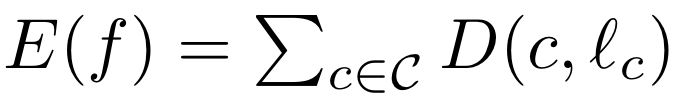 E(f) = ∑_{c∈𝒞} D(c, ℓ_c)